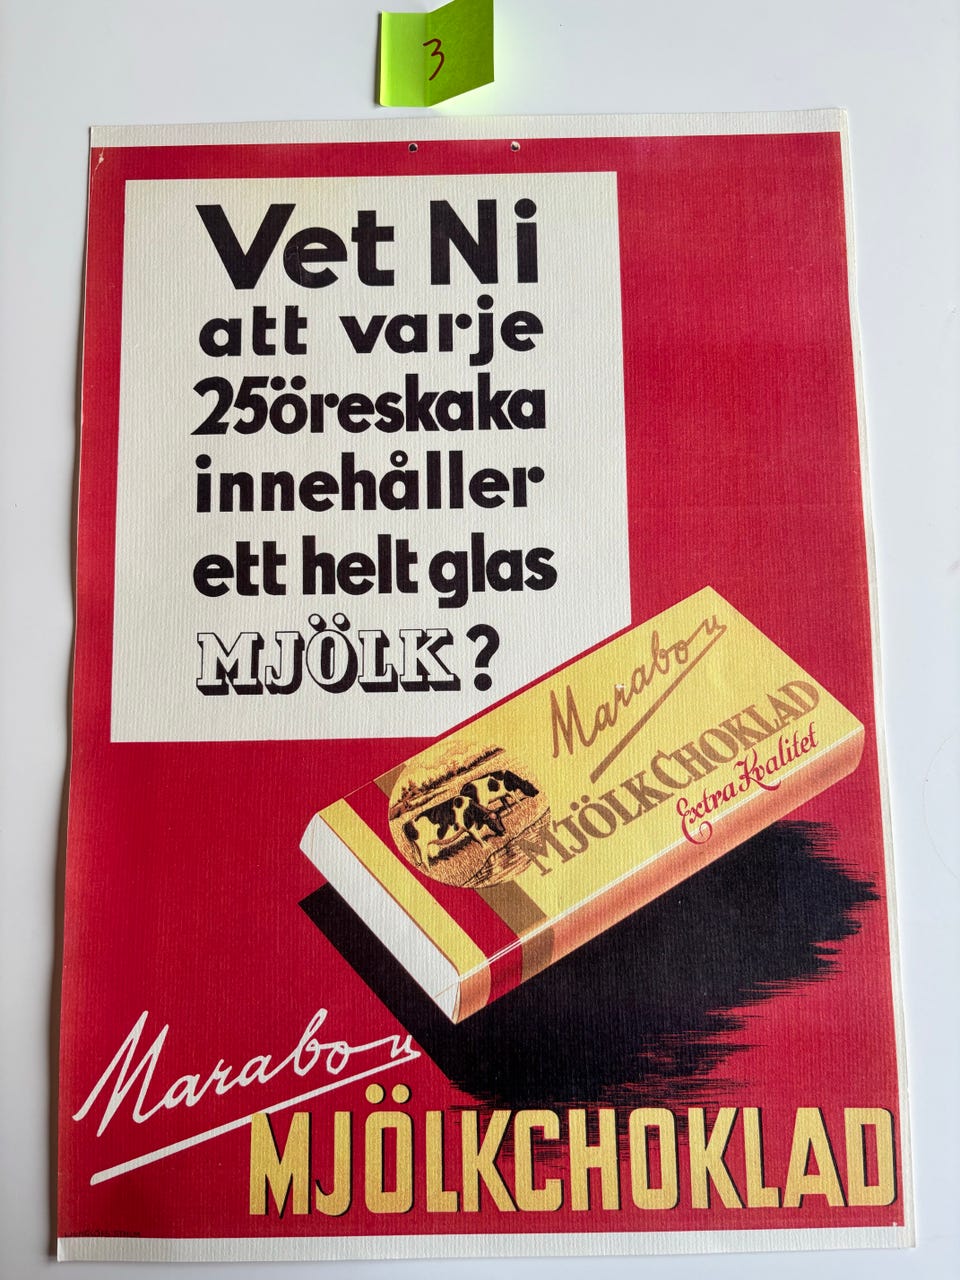 3
Vet Ni
att varje
25öreskaka
innehåller
ett helt glas
MJÖLK?
Marabou
MJÖLKCHOKLAD
Extra Kvalitet
Marabou
MJÖLKCHOKLAD